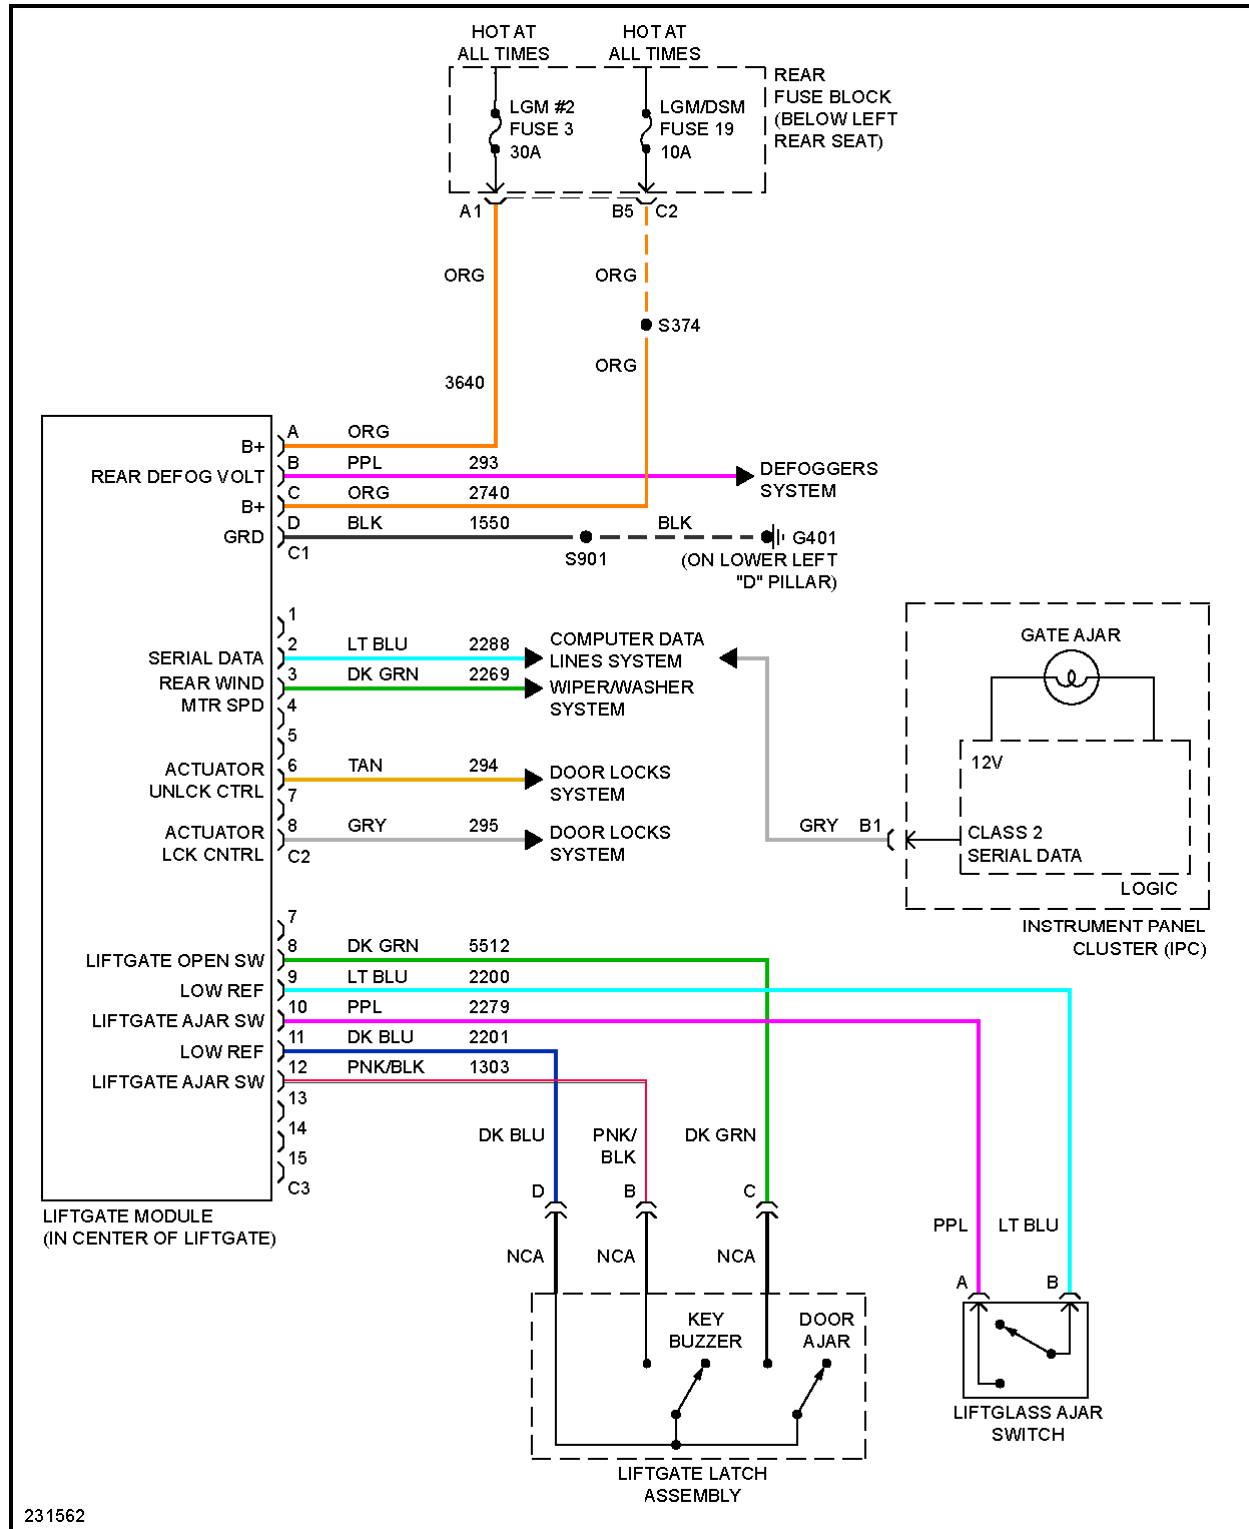 HOT AT
ALL TIMES
HOT AT
ALL TIMES
LGM #2
FUSE 3
30A
LGM/DSM
FUSE 19
10A
REAR
FUSE BLOCK
(BELOW LEFT
REAR SEAT)
A1
B5
C2
ORG
ORG
S374
ORG
3640
B+
A
ORG
REAR DEFOG VOLT
B
PPL
293
DEFOGGERS
SYSTEM
B+
C
ORG
2740
GRD
D
BLK
1550
C1
S901
BLK
G401
(ON LOWER LEFT
"D" PILLAR)
1
SERIAL DATA
2
LT BLU
2288
COMPUTER DATA
LINES SYSTEM
REAR WIND
MTR SPD
3
DK GRN
2269
WIPER/WASHER
SYSTEM
4
5
ACTUATOR
UNLCK CTRL
6
TAN
294
DOOR LOCKS
SYSTEM
7
ACTUATOR
LCK CNTRL
8
GRY
295
DOOR LOCKS
SYSTEM
C2
GATE AJAR
12V
GRY
B1
CLASS 2
SERIAL DATA
LOGIC
INSTRUMENT PANEL
CLUSTER (IPC)
7
LIFTGATE OPEN SW
8
DK GRN
5512
LOW REF
9
LT BLU
2200
LIFTGATE AJAR SW
10
PPL
2279
LOW REF
11
DK BLU
2201
LIFTGATE AJAR SW
12
PNK/BLK
1303
13
14
15
C3
LIFTGATE MODULE
(IN CENTER OF LIFTGATE)
DK BLU
PNK/
BLK
DK GRN
D
B
C
NCA
NCA
NCA
PPL
LT BLU
A
B
KEY
BUZZER
DOOR
AJAR
LIFTGLASS AJAR
SWITCH
LIFTGATE LATCH
ASSEMBLY
231562